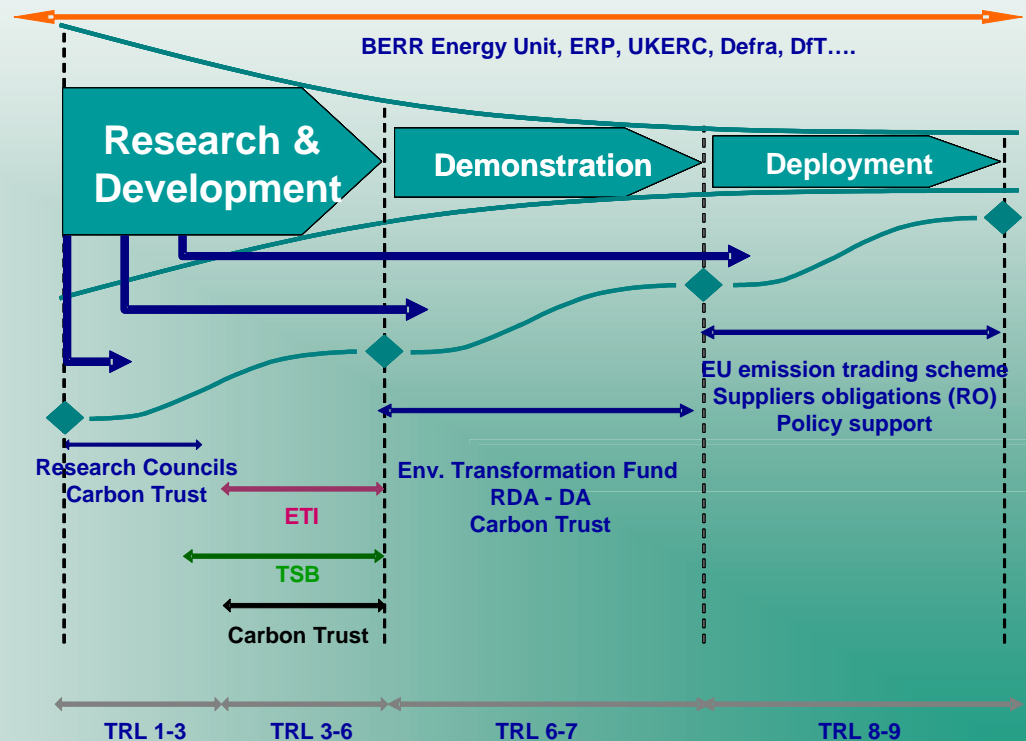 BERR Energy Unit, ERP, UKERC, Defra, DfT….
Research &
Development
Demonstration
Deployment
EU emission trading scheme
Suppliers obligations (RO)
Policy support
Research Councils
Carbon Trust
Env. Transformation Fund
RDA - DA
Carbon Trust
ETI
TSB
Carbon Trust
TRL 1-3
TRL 3-6
TRL 6-7
TRL 8-9